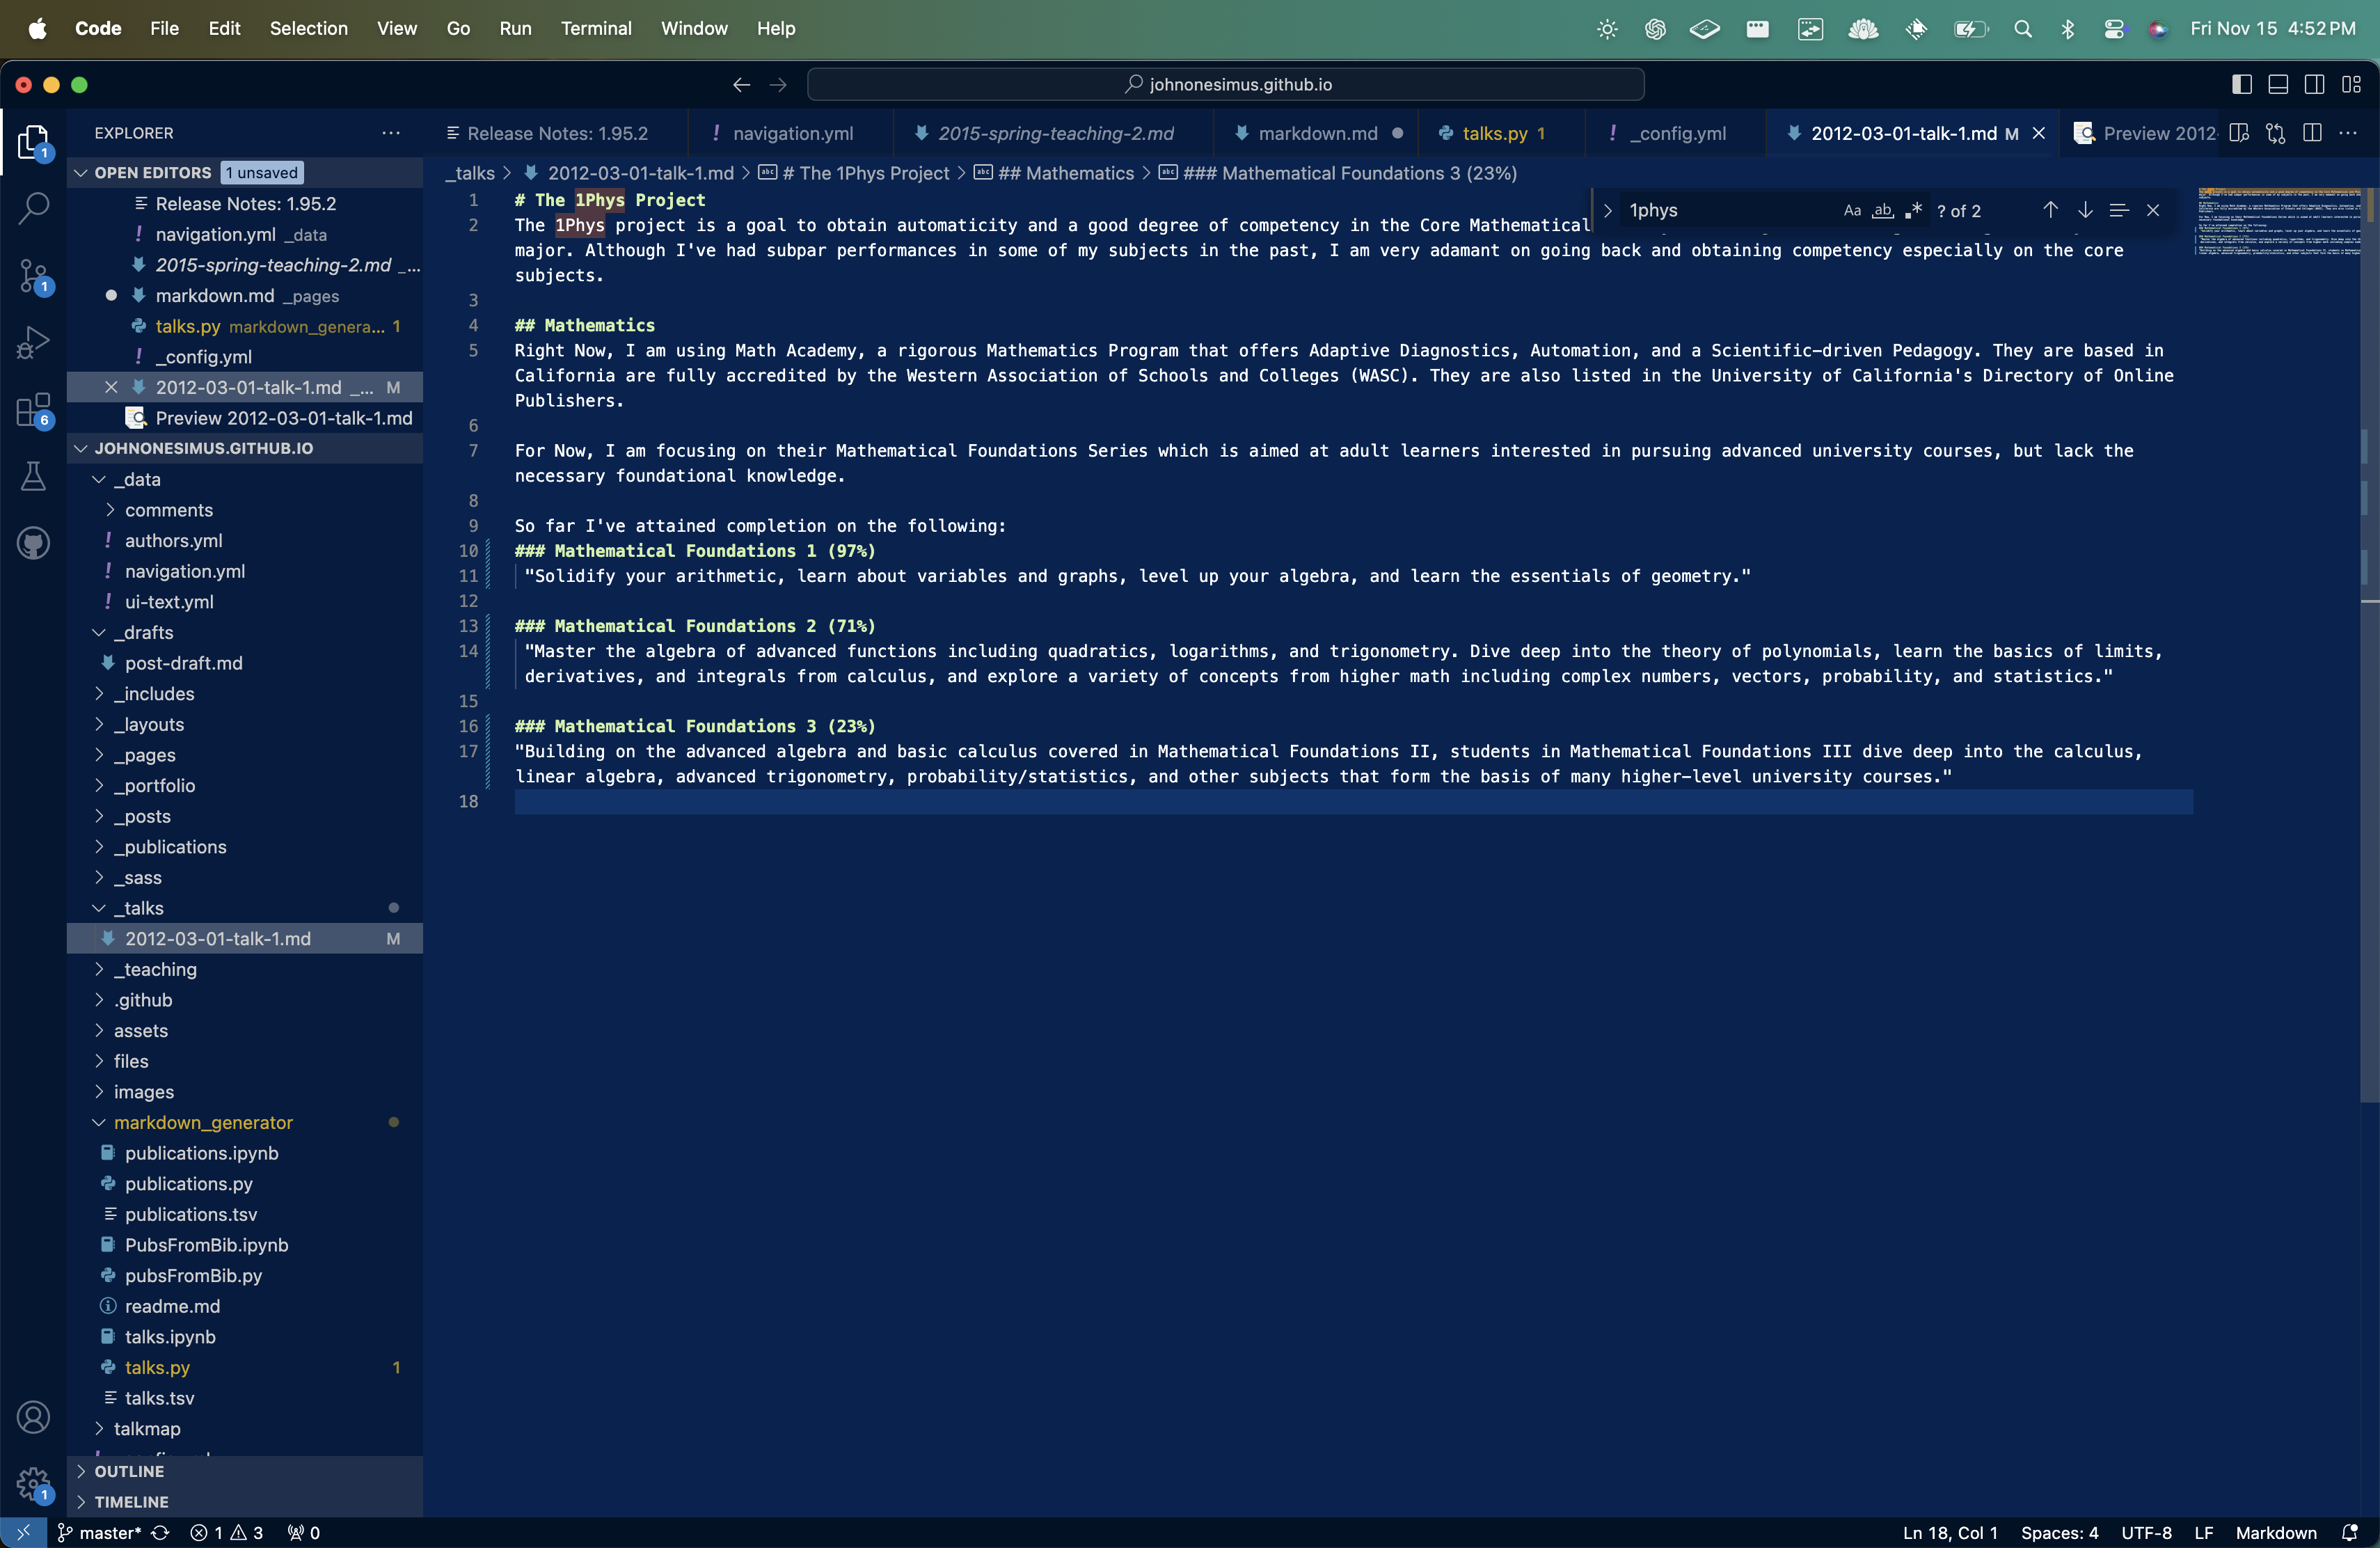 Code File Edit Selection View Go Run Terminal Window Help Fri Nov 15 4:52 PM
johnonesimus.github.io
EXPLORER
Release Notes: 1.95.2 navigation.yml 2015-spring-teaching-2.md markdown.md talks.py 1 _config.yml 2012-03-01-talk-1.md M Preview 2012-
OPEN EDITORS 1 unsaved
Release Notes: 1.95.2
navigation.yml _data
2015-spring-teaching-2.md _...
markdown.md _pages
talks.py markdown_genera... 1
_config.yml
2012-03-01-talk-1.md _... M
Preview 2012-03-01-talk-1.md
JOHNONESIMUS.GITHUB.IO
_data
comments
authors.yml
navigation.yml
ui-text.yml
_drafts
post-draft.md
_includes
_layouts
_pages
_portfolio
_posts
_publications
_sass
_talks
2012-03-01-talk-1.md M
_teaching
.github
assets
files
images
markdown_generator
publications.ipynb
publications.py
publications.tsv
PubsFromBib.ipynb
pubsFromBib.py
readme.md
talks.ipynb
talks.py 1
talks.tsv
talkmap
OUTLINE
TIMELINE
1
1
6
1
_talks > 2012-03-01-talk-1.md > # The 1Phys Project > ## Mathematics > ### Mathematical Foundations 3 (23%)
1phys Aa ab ? of 2
1 # The 1Phys Project
2 The 1Phys project is a goal to obtain automaticity and a good degree of competency in the Core Mathematical
major. Although I've had subpar performances in some of my subjects in the past, I am very adamant on going back and obtaining competency especially on the core
subjects.
3
4 ## Mathematics
5 Right Now, I am using Math Academy, a rigorous Mathematics Program that offers Adaptive Diagnostics, Automation, and a Scientific-driven Pedagogy. They are based in
California are fully accredited by the Western Association of Schools and Colleges (WASC). They are also listed in the University of California's Directory of Online
Publishers.
6
7 For Now, I am focusing on their Mathematical Foundations Series which is aimed at adult learners interested in pursuing advanced university courses, but lack the
necessary foundational knowledge.
8
9 So far I've attained completion on the following:
10 ### Mathematical Foundations 1 (97%)
11 "Solidify your arithmetic, learn about variables and graphs, level up your algebra, and learn the essentials of geometry."
12
13 ### Mathematical Foundations 2 (71%)
14 "Master the algebra of advanced functions including quadratics, logarithms, and trigonometry. Dive deep into the theory of polynomials, learn the basics of limits,
derivatives, and integrals from calculus, and explore a variety of concepts from higher math including complex numbers, vectors, probability, and statistics."
15
16 ### Mathematical Foundations 3 (23%)
17 "Building on the advanced algebra and basic calculus covered in Mathematical Foundations II, students in Mathematical Foundations III dive deep into the calculus,
linear algebra, advanced trigonometry, probability/statistics, and other subjects that form the basis of many higher-level university courses."
18
master* 1 3 0 Ln 18, Col 1 Spaces: 4 UTF-8 LF Markdown